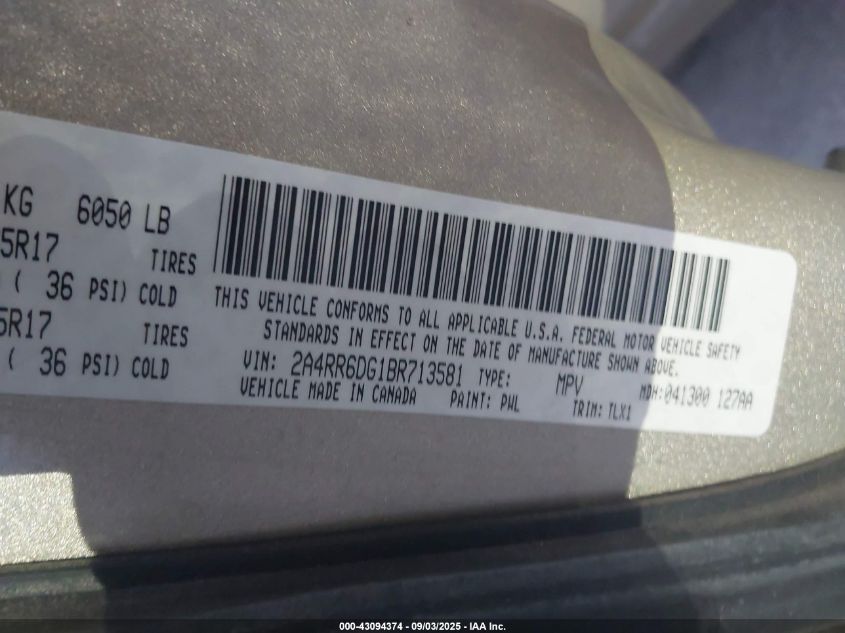 KG 6050 LB
5R17 TIRES
( 36 PSI) COLD
5R17 TIRES
( 36 PSI) COLD
THIS VEHICLE CONFORMS TO ALL APPLICABLE U.S.A. FEDERAL MOTOR VEHICLE SAFETY
STANDARDS IN EFFECT ON THE DATE OF MANUFACTURE SHOWN ABOVE.
VIN: 2A4RR6DG1BR713581 TYPE: MPV MDH:041300 127AA
VEHICLE MADE IN CANADA PAINT: PWL TRIM: TLX1
000-43094374 - 09/03/2025 - IAA Inc.